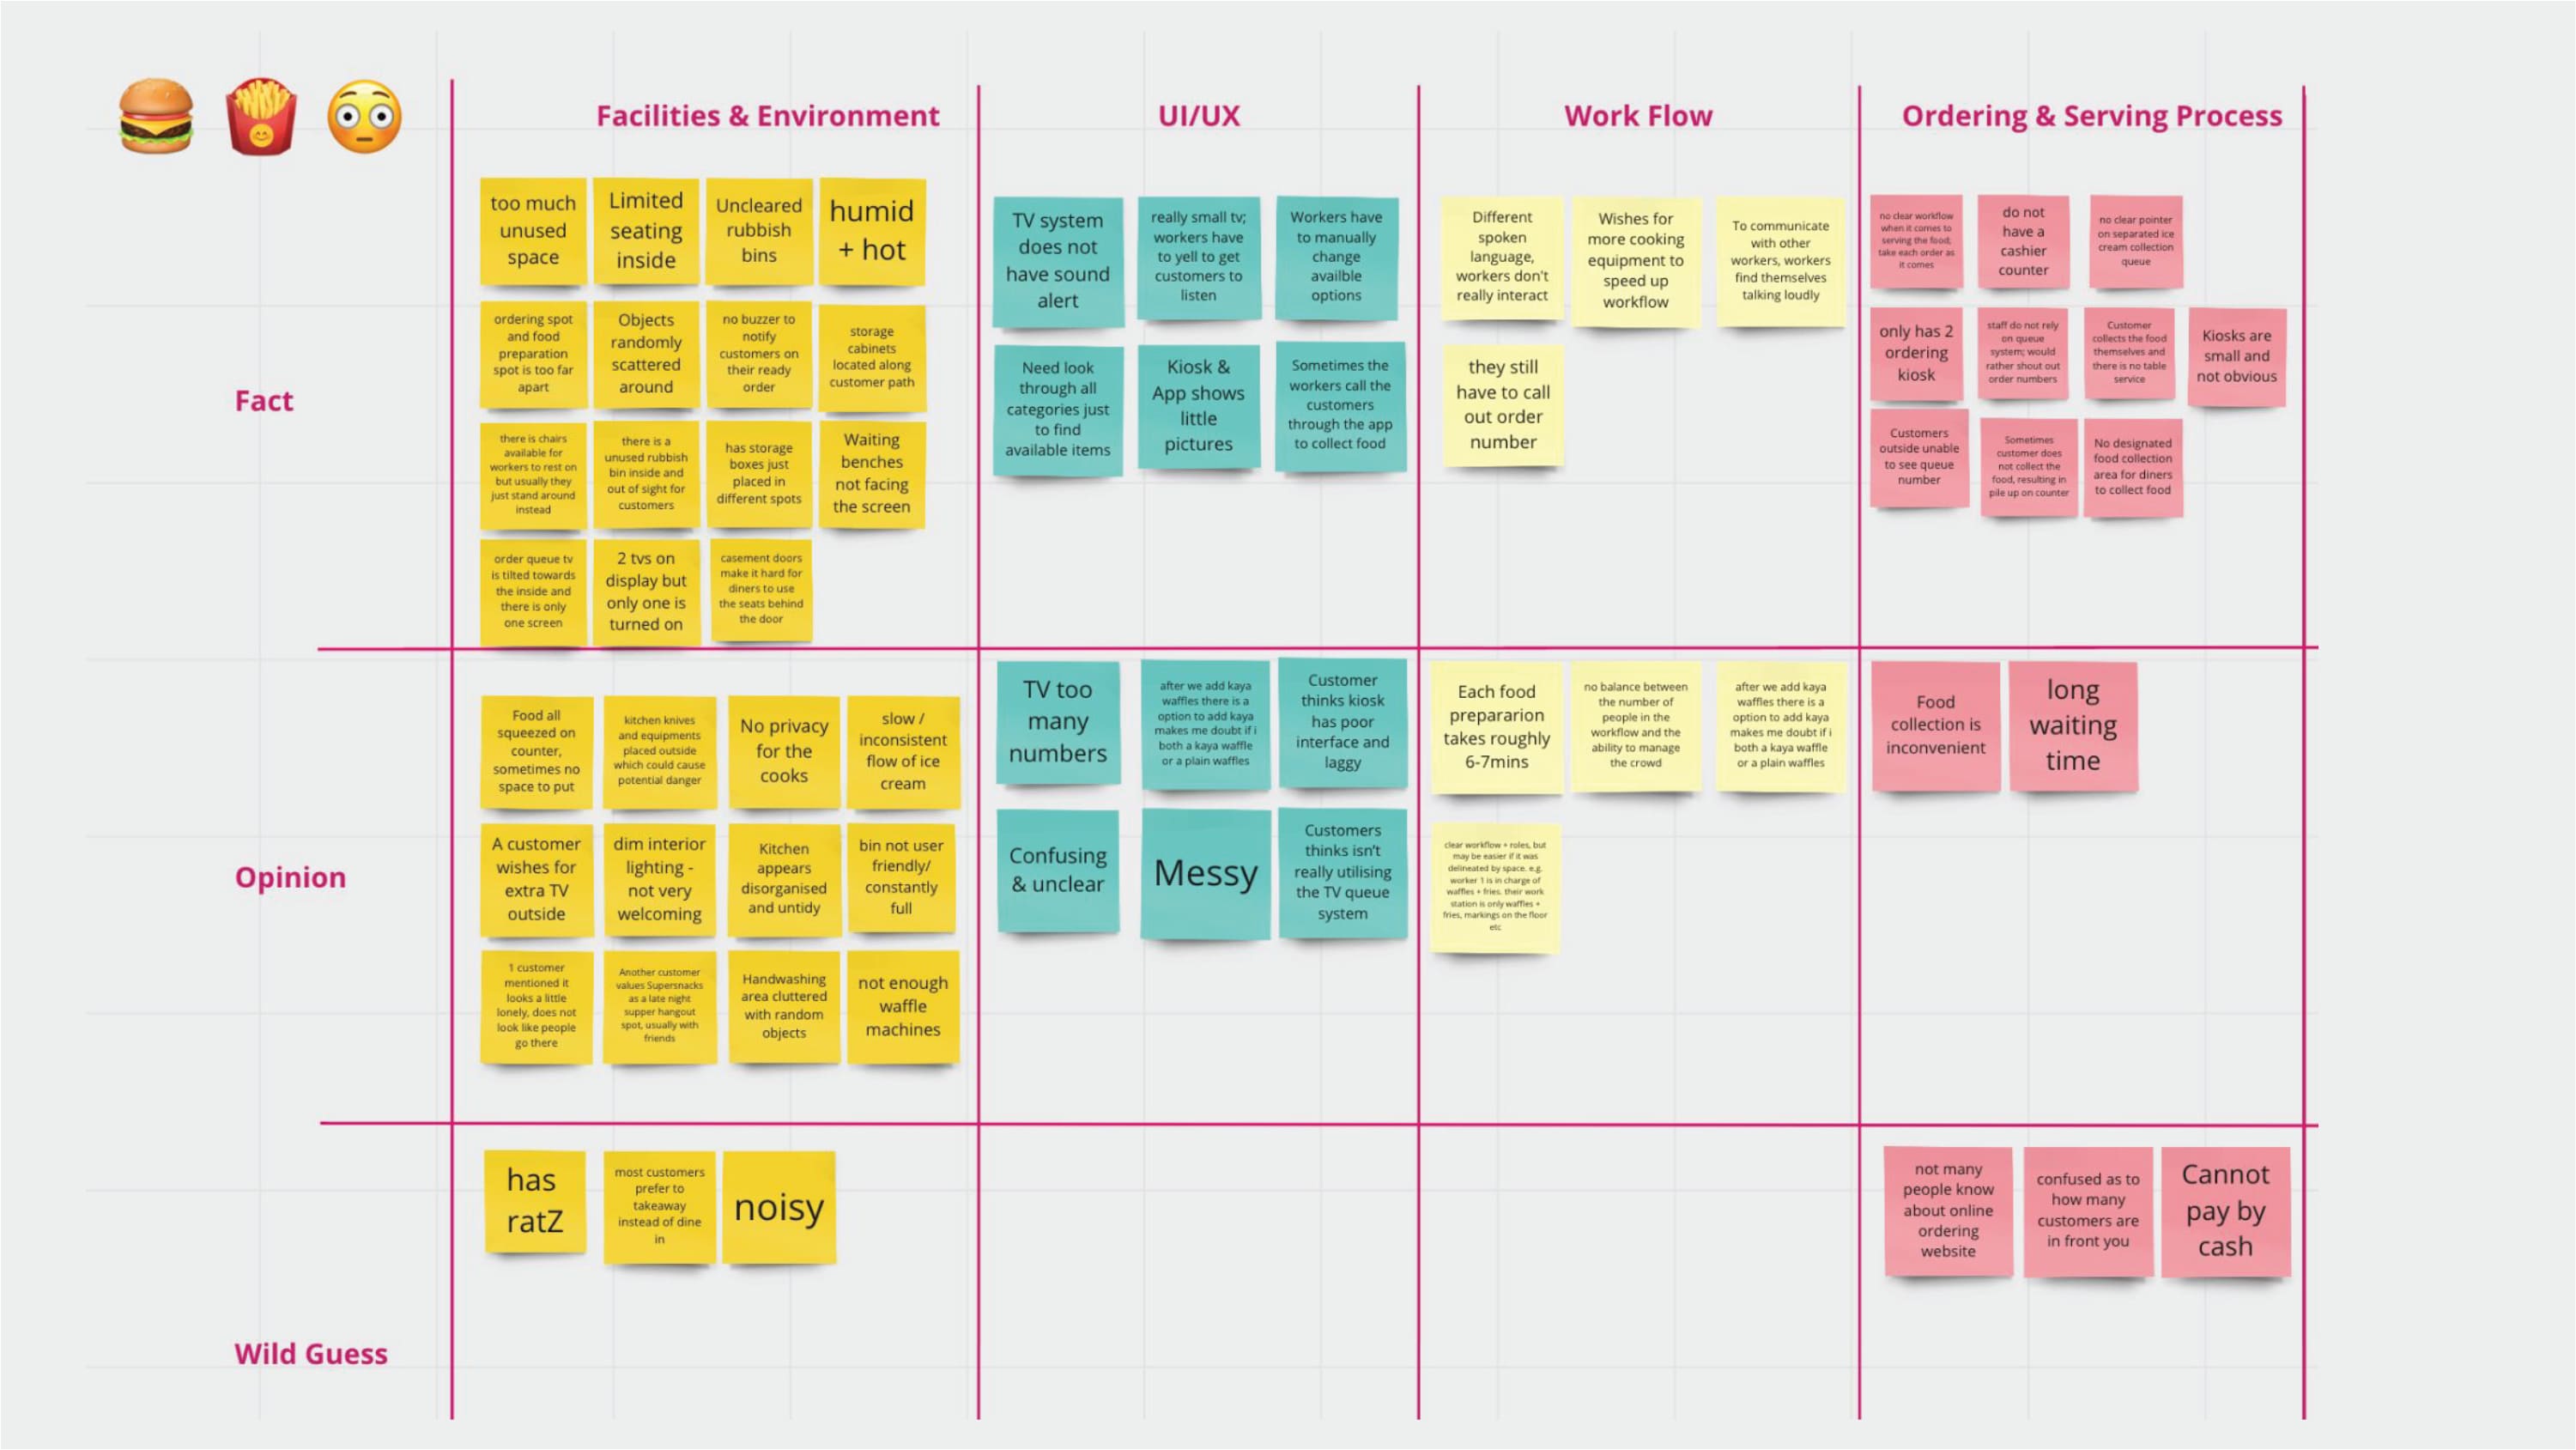 Facilities & Environment
UI/UX
Work Flow
Ordering & Serving Process
Fact
too much
unused
space
Limited
seating
inside
Uncleared
rubbish
bins
humid
+ hot
ordering spot
and food
preparation
spot is too far
apart
Objects
randomly
scattered
around
no buzzer to
notify
customers on
their ready
order
storage
cabinets
located along
customer path
there is chairs
available for
workers to rest on
but usually they
just stand around
instead
there is a
unused rubbish
bin inside and
out of sight for
customers
has storage
boxes just
placed in
different spots
Waiting
benches
not facing
the screen
order queue tv
is tilted towards
the inside and
there is only
one screen
2 tvs on
display but
only one is
turned on
casement doors
make it hard for
diners to use
the seats behind
the door
TV system
does not
have sound
alert
really small tv;
workers have
to yell to get
customers to
listen
Workers have
to manually
change
availble
options
Need look
through all
categories just
to find
available items
Kiosk &
App shows
little
pictures
Sometimes the
workers call the
customers
through the app
to collect food
Different
spoken
language,
workers don't
really interact
Wishes for
more cooking
equipment to
speed up
workflow
To communicate
with other
workers, workers
find themselves
talking loudly
they still
have to call
out order
number
no clear workflow
when it comes to
serving the food,
take each order as
it comes
do not
have a
cashier
counter
no clear pointer
on separated ice
cream collection
queue
only has 2
ordering
kiosk
staff do not rely
on queue
system; would
rather shout out
order numbers
Customer
collects the food
themselves and
there is no table
service
Kiosks are
small and
not obvious
Customers
outside unable
to see queue
number
Sometimes
customer does
not collect the
food, resulting in
pile up on counter
No designated
food collection
area for diners
to collect food
Opinion
Food all
squeezed on
counter,
sometimes no
space to put
kitchen knives
and equipments
placed outside
which could cause
potential danger
No privacy
for the
cooks
slow /
inconsistent
flow of ice
cream
A customer
wishes for
extra TV
outside
dim interior
lighting -
not very
welcoming
Kitchen
appears
disorganised
and untidy
bin not user
friendly/
constantly
full
1 customer
mentioned it
looks a little
lonely, does not
look like people
go there
Another customer
values Supersnacks
as a late night
supper hangout
spot, usually with
friends
Handwashing
area cluttered
with random
objects
not enough
waffle
machines
TV too
many
numbers
after we add kaya
waffles there is a
option to add kaya
makes me doubt if i
both a kaya waffle
or a plain waffles
Customer
thinks kiosk
has poor
interface and
laggy
Confusing
& unclear
Messy
Customers
thinks isn't
really utilising
the TV queue
system
Each food
prepararion
takes roughly
6-7mins
no balance between
the number of
people in the
workflow and the
ability to manage
the crowd
after we add kaya
waffles there is a
option to add kaya
makes me doubt if i
both a kaya waffle
or a plain waffles
clear workflow + roles, but
may be easier if it was
delineated by space. e.g.
worker 1 is in charge of
waffles + fries. their work
station is only waffles +
fries, markings on the floor
etc
Food
collection is
inconvenient
long
waiting
time
Wild Guess
has
ratZ
most customers
prefer to
takeaway
instead of dine
in
noisy
not many
people know
about online
ordering
website
confused as to
how many
customers are
in front you
Cannot
pay by
cash